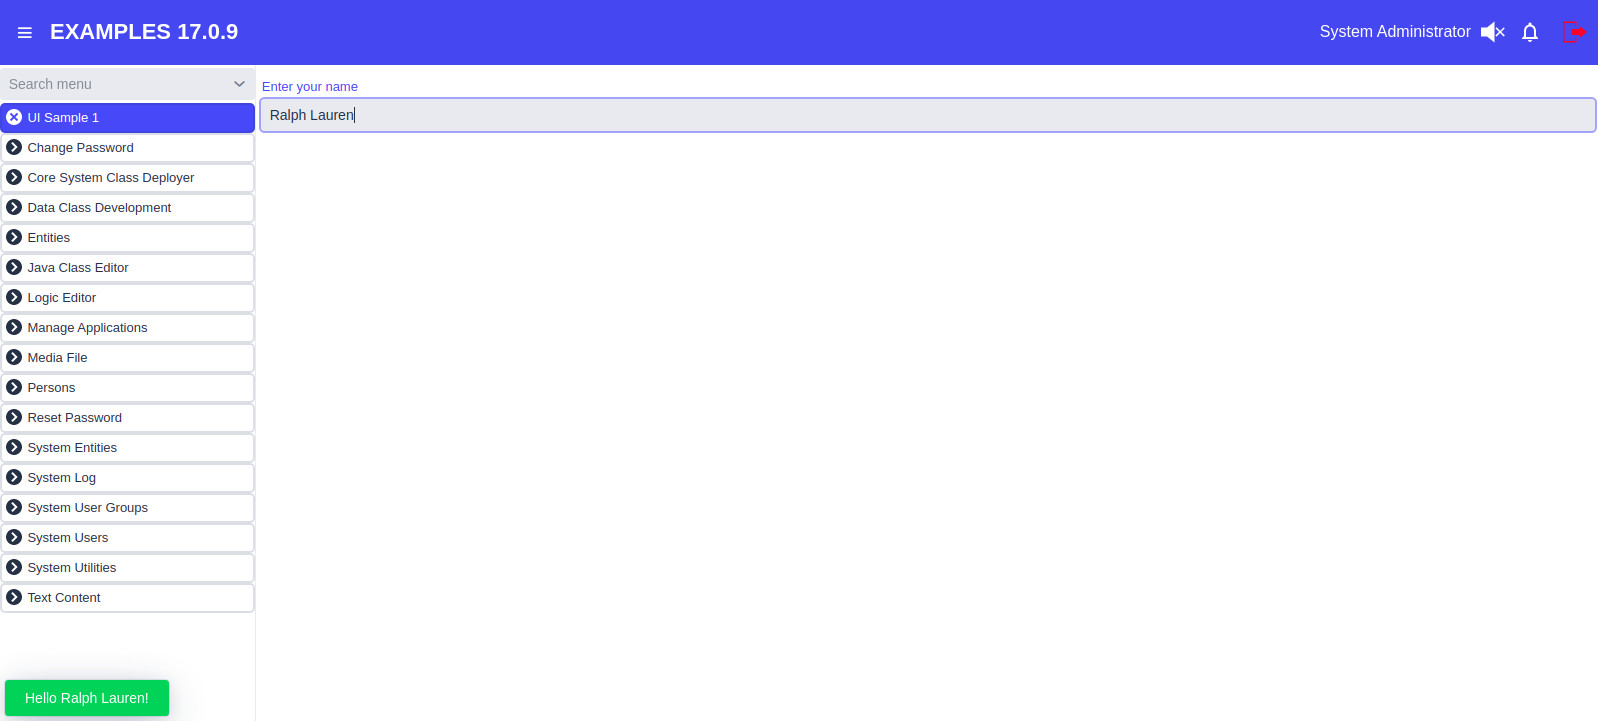 EXAMPLES 17.0.9
System Administrator
Search menu
Enter your name
Ralph Lauren
UI Sample 1
Change Password
Core System Class Deployer
Data Class Development
Entities
Java Class Editor
Logic Editor
Manage Applications
Media File
Persons
Reset Password
System Entities
System Log
System User Groups
System Users
System Utilities
Text Content
Hello Ralph Lauren!